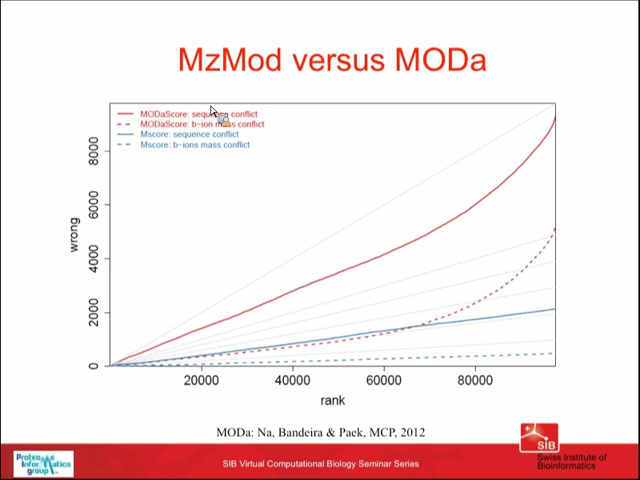 MzMod versus MODa
MODaScore: sequence conflict
MODaScore: b-ion mass conflict
Mscore: sequence conflict
Mscore: b-ions mass conflict
wrong
0
2000
4000
6000
8000
20000
40000
60000
80000
rank
MODa: Na, Bandeira & Paek, MCP, 2012
Proteome
Informatics
group
SIB Virtual Computational Biology Seminar Series
SIB
Swiss Institute of
Bioinformatics